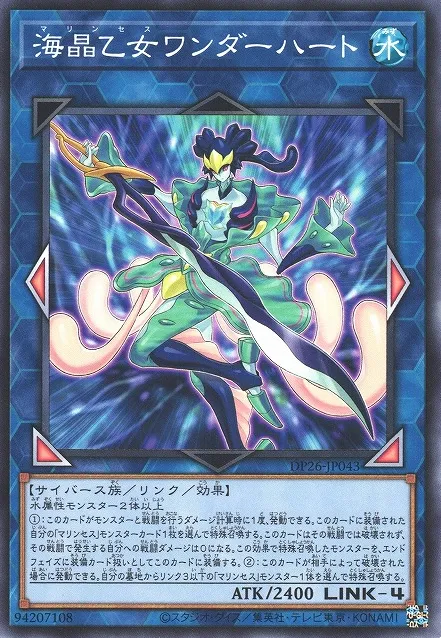 マリンセス
海晶乙女ワンダーハート
水
DP26-JP043
【サイバース族／リンク／効果】
水属性モンスター２体以上
①：このカードがモンスターと戦闘を行うダメージ計算時に１度、発動できる。このカードに装備された
自分の「マリンセス」モンスターカード１枚を選んで特殊召喚する。このカードはその戦闘では破壊されず、
その戦闘で発生する自分への戦闘ダメージは０になる。この効果で特殊召喚したモンスターを、エンド
フェイズに装備カード扱いとしてこのカードに装備する。②：このカードが相手によって破壊された
場合に発動できる。自分の墓地からリンク３以下の「マリンセス」モンスター１体を選んで特殊召喚する。
ATK/2400 LINK-4
94207108
©スタジオ・ダイス／集英社・テレビ東京・KONAMI